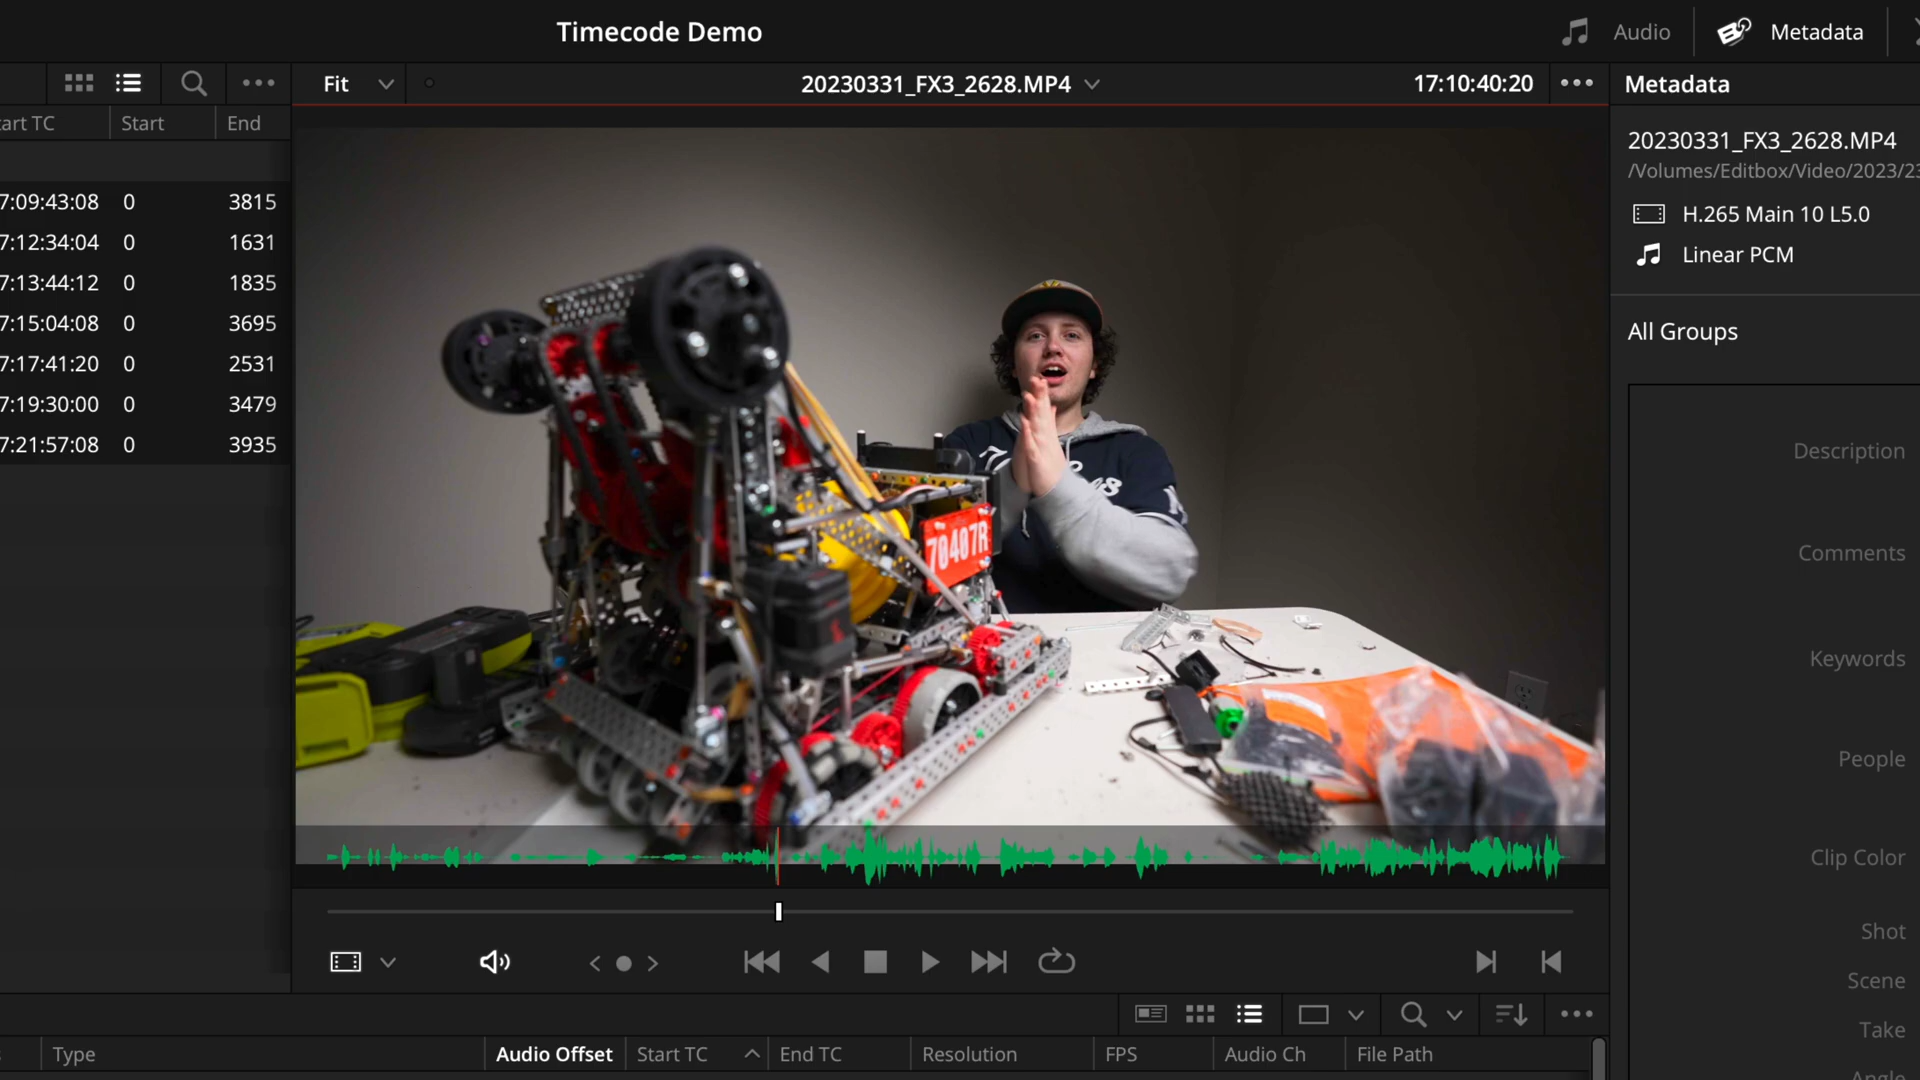 Timecode Demo
Audio
Metadata
Fit
20230331_FX3_2628.MP4
17:10:40:20
Metadata
art TC
Start
End
7:09:43:08 0 3815
7:12:34:04 0 1631
7:13:44:12 0 1835
7:15:04:08 0 3695
7:17:41:20 0 2531
7:19:30:00 0 3479
7:21:57:08 0 3935
70407R
20230331_FX3_2628.MP4
/Volumes/Editbox/Video/2023/23
H.265 Main 10 L5.0
Linear PCM
All Groups
Description
Comments
Keywords
People
Clip Color
Shot
Scene
Take
Angle
Type
Audio Offset
Start TC
End TC
Resolution
FPS
Audio Ch
File Path